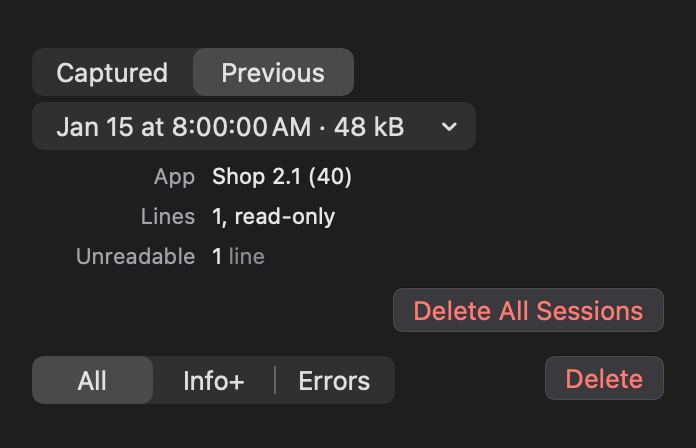 Captured Previous
Jan 15 at 8:00:00 AM · 48 kB
App Shop 2.1 (40)
Lines 1, read-only
Unreadable 1 line
Delete All Sessions
All Info+ Errors Delete